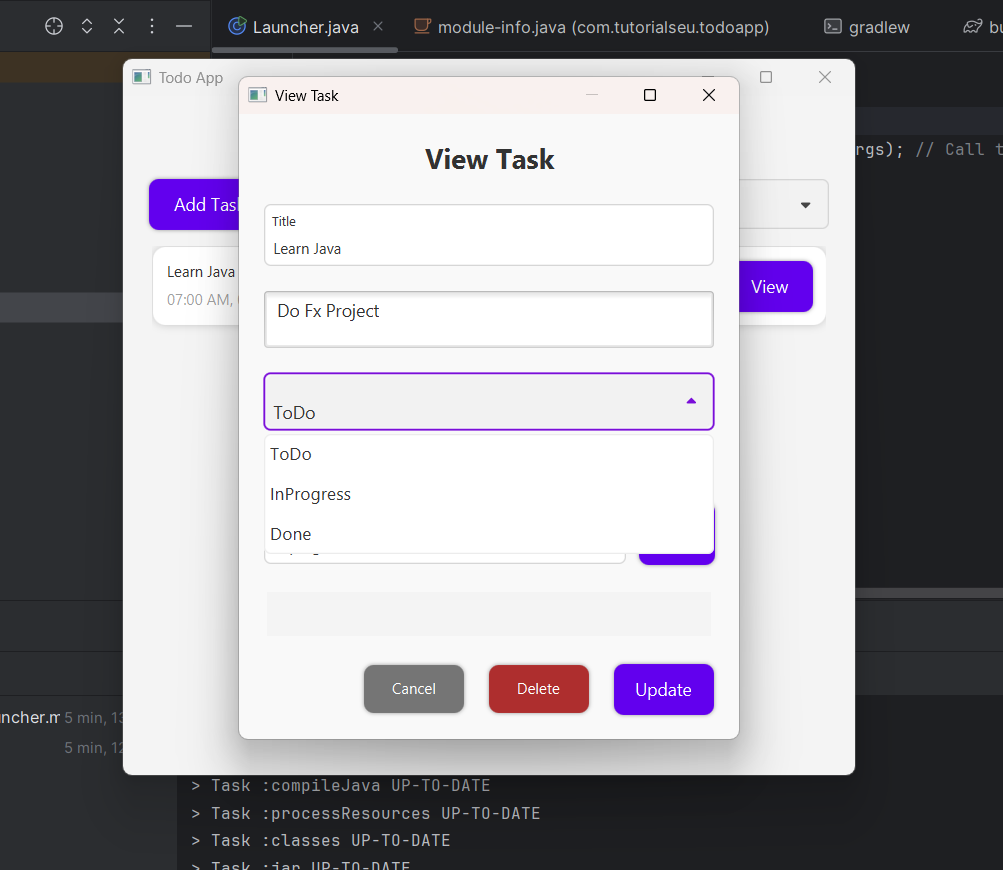 Launcher.java
module-info.java (com.tutorialseu.todoapp)
gradlew
Todo App
View Task
View Task
rgs); // Call t
Add Tas
Title
Learn Java
Learn Java
07:00 AM,
View
Do Fx Project
ToDo
ToDo
InProgress
Done
Cancel
Delete
Update
ncher.m 5 min, 13
5 min, 12
> Task :compileJava UP-TO-DATE
> Task :processResources UP-TO-DATE
> Task :classes UP-TO-DATE
> Task :jar UP-TO-DATE